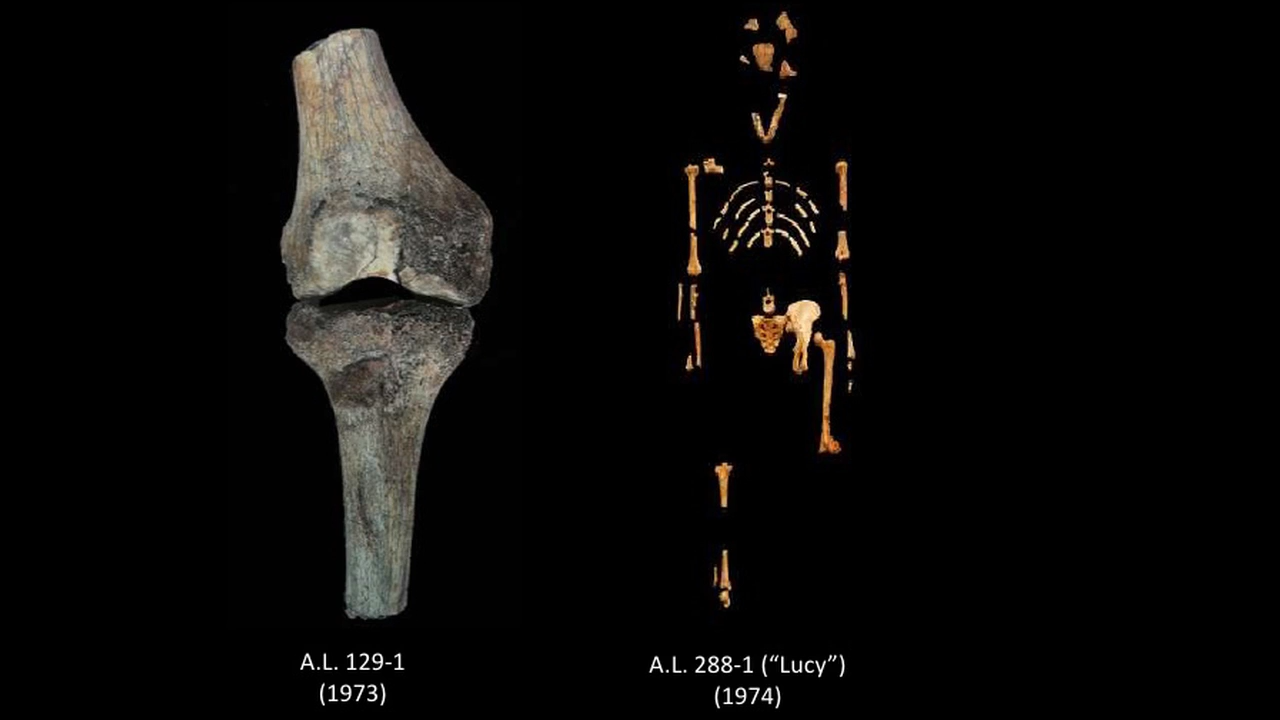 A.L. 129-1
(1973)
A.L. 288-1 (“Lucy”)
(1974)